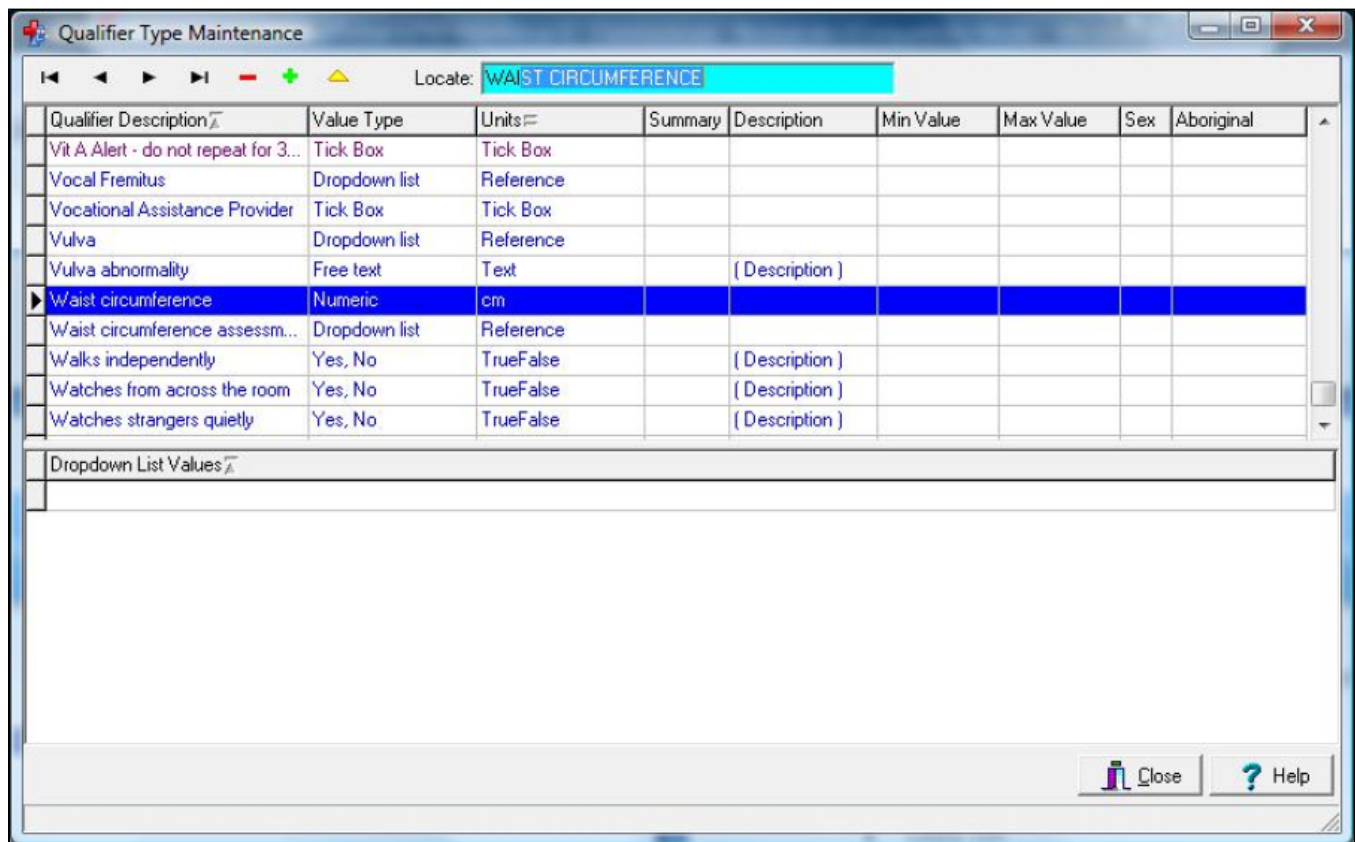 Qualifier Type Maintenance
Locate: WAIST CIRCUMFERENCE
Qualifier Description Value Type Units Summary Description Min Value Max Value Sex Aboriginal
Vit A Alert - do not repeat for 3... Tick Box Tick Box
Vocal Fremitus Dropdown list Reference
Vocational Assistance Provider Tick Box Tick Box
Vulva Dropdown list Reference
Vulva abnormality Free text Text ( Description )
Waist circumference Numeric cm
Waist circumference assessm... Dropdown list Reference
Walks independently Yes, No TrueFalse ( Description )
Watches from across the room Yes, No TrueFalse ( Description )
Watches strangers quietly Yes, No TrueFalse ( Description )
Dropdown List Values
Close ? Help